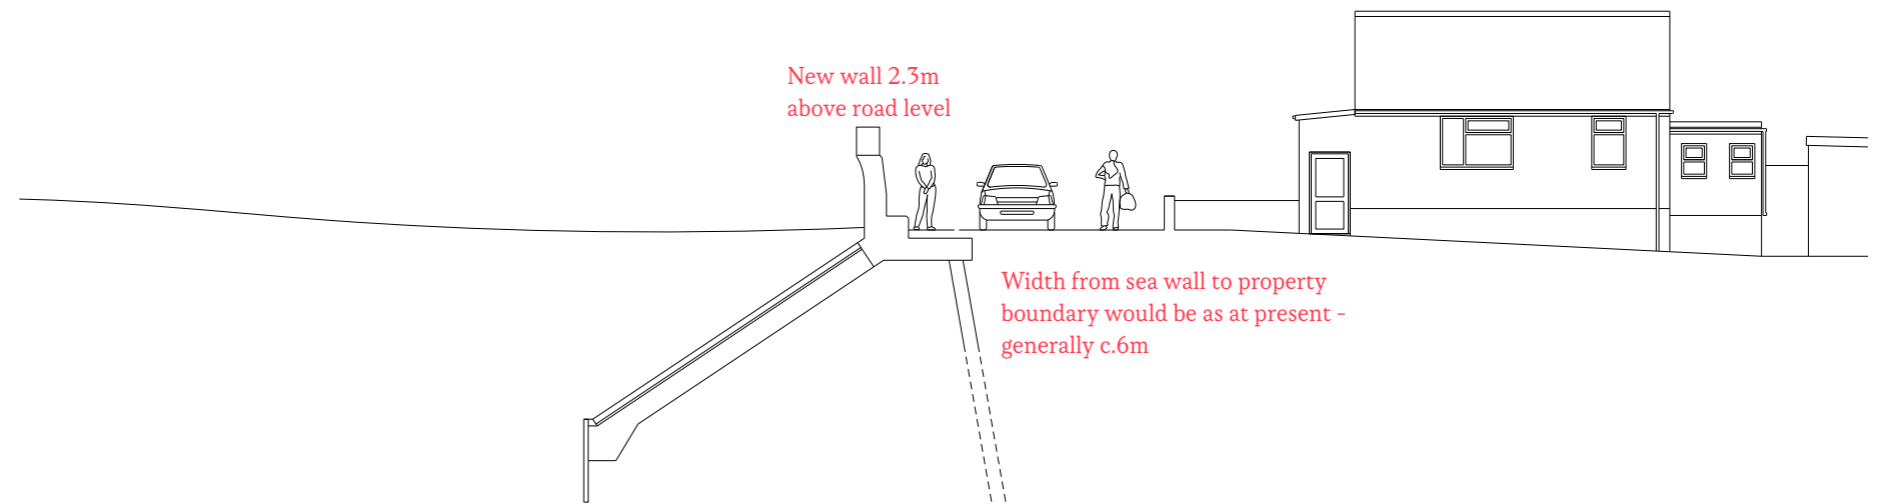 New wall 2.3m
above road level
Width from sea wall to property
boundary would be as at present -
generally c.6m